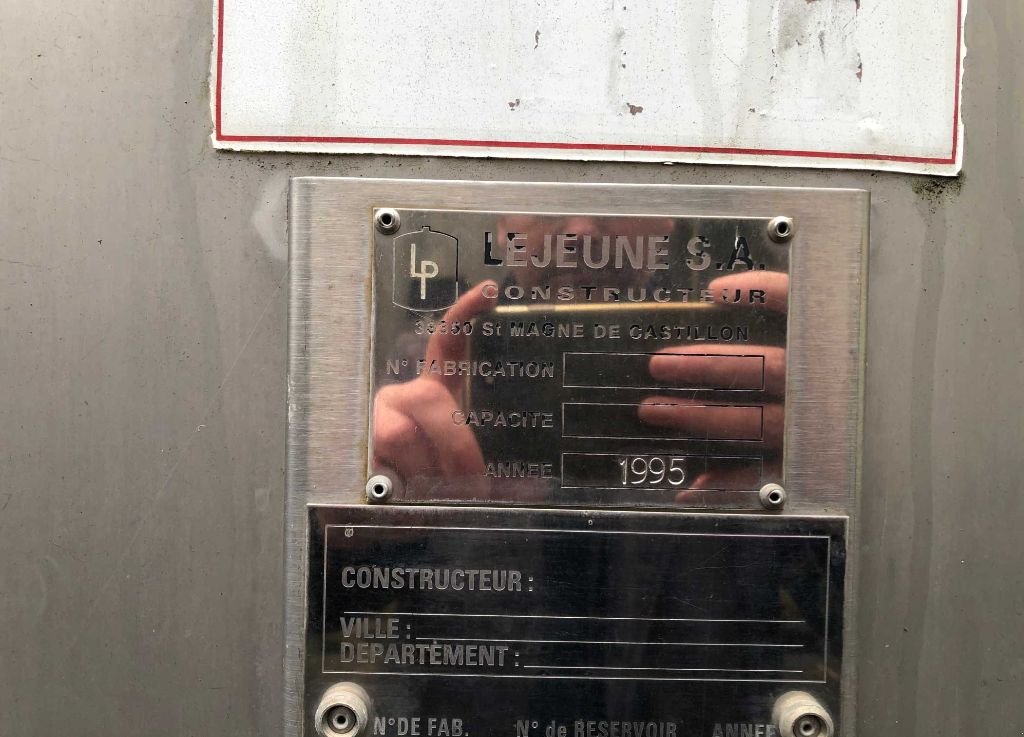 LP
LEJEUNE S.A.
CONSTRUCTEUR
St MAGNE DE CASTILLON
N° FABRICATION
CAPACITE
ANNEE 1995
CONSTRUCTEUR :
VILLE :
DEPARTEMENT :
N° DE FAB. N° de RESERVOIR ANNEE